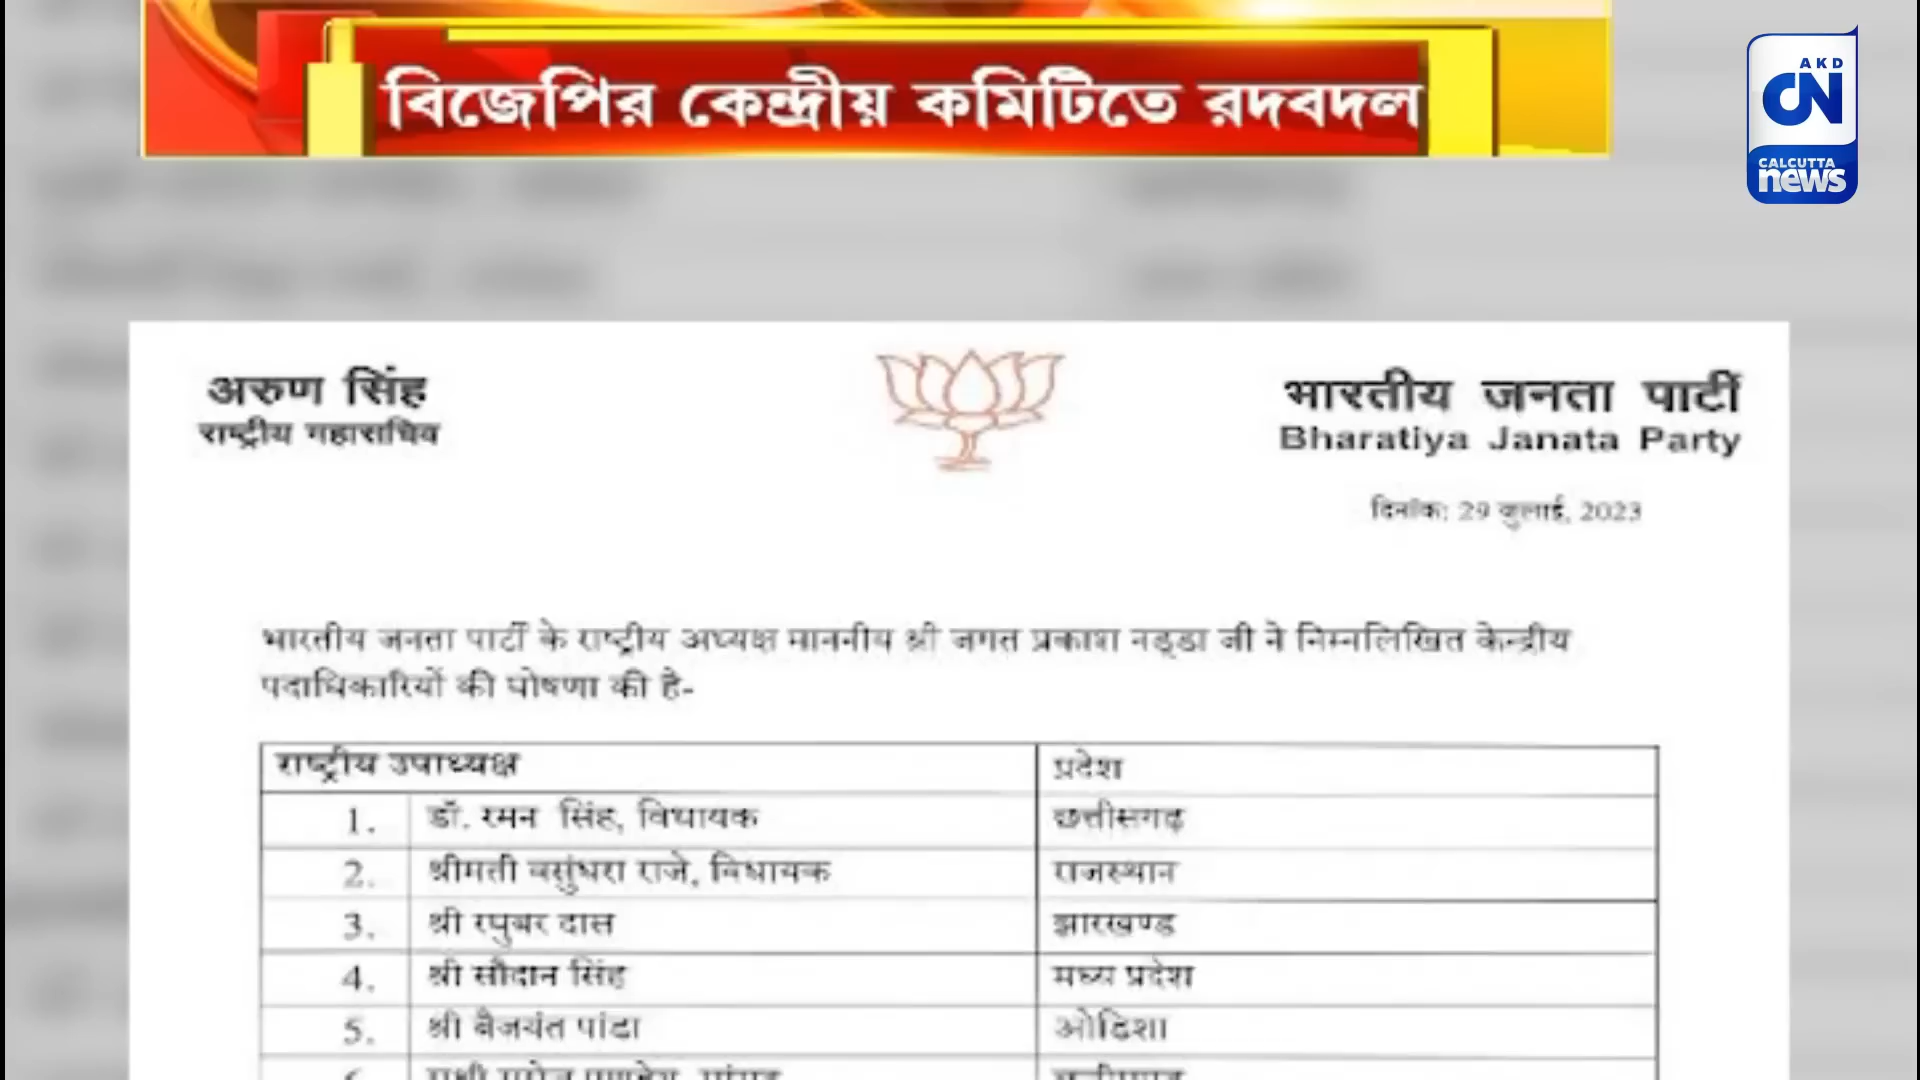 বিজেপির কেন্দ্রীয় কমিটিতে রদবদল
AKD
CN
CALCUTTA
news
अरुण सिंह
राष्ट्रीय महासचिव
भारतीय जनता पार्टी
Bharatiya Janata Party
दिनांक: 29 जुलाई, 2023
भारतीय जनता पार्टी के राष्ट्रीय अध्यक्ष माननीय श्री जगत प्रकाश नड्डा जी ने निम्नलिखित केन्द्रीय
पदाधिकारियों की घोषणा की है-
राष्ट्रीय उपाध्यक्ष प्रदेश
1. डॉ. रमन सिंह, विधायक छत्तीसगढ़
2. श्रीमती वसुंधरा राजे, विधायक राजस्थान
3. श्री रघुबर दास झारखण्ड
4. श्री सौदान सिंह मध्य प्रदेश
5. श्री बैजयंत पांडा ओडिशा